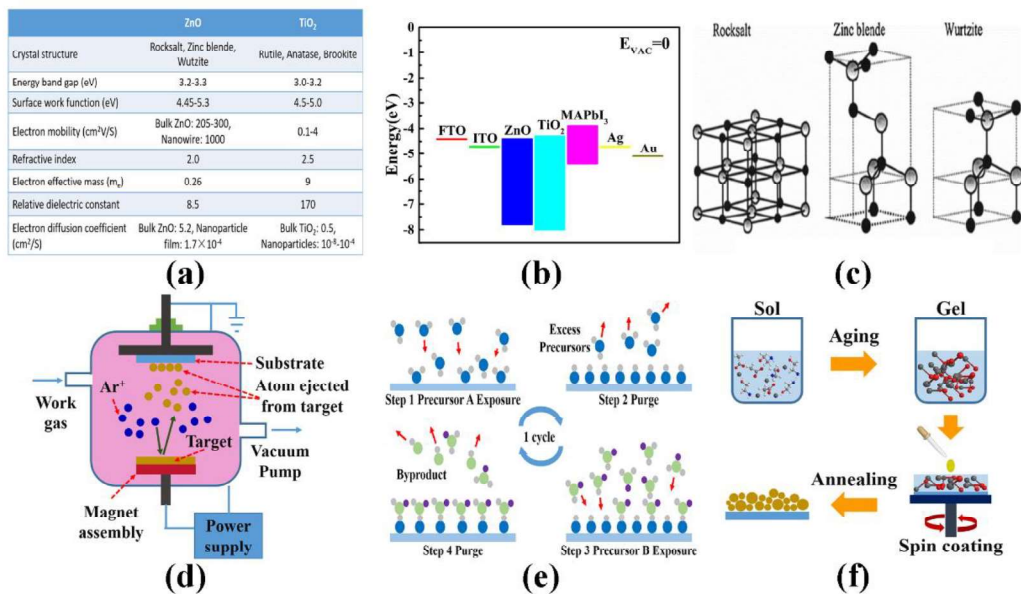 ZnO TiO₂
Crystal structure Rocksalt, Zinc blende, Wutzite Rutile, Anatase, Brookite
Energy band gap (eV) 3.2-3.3 3.0-3.2
Surface work function (eV) 4.45-5.3 4.5-5.0
Electron mobility (cm²V/S) Bulk ZnO: 205-300, Nanowire: 1000 0.1-4
Refractive index 2.0 2.5
Electron effective mass (mₑ) 0.26 9
Relative dielectric constant 8.5 170
Electron diffusion coefficient (cm²/S) Bulk ZnO: 5.2, Nanoparticle film: 1.7×10⁻⁴ Bulk TiO₂: 0.5, Nanoparticles: 10⁻⁸-10⁻⁴
(a)
Energy(eV)
0
-1
-2
-3
-4
-5
-6
-7
-8
E_VAC=0
FTO
ITO
ZnO
TiO₂
MAPbI₃
Ag
Au
(b)
Rocksalt
Zinc blende
Wurtzite
(c)
Substrate
Atom ejected
from target
Ar⁺
Work
gas
Target
Vacuum
Pump
Magnet
assembly
Power
supply
(d)
Step 1 Precursor A Exposure
Excess
Precursors
Step 2 Purge
1 cycle
Byproduct
Step 4 Purge
Step 3 Precursor B Exposure
(e)
Sol
Aging
Gel
Annealing
Spin coating
(f)